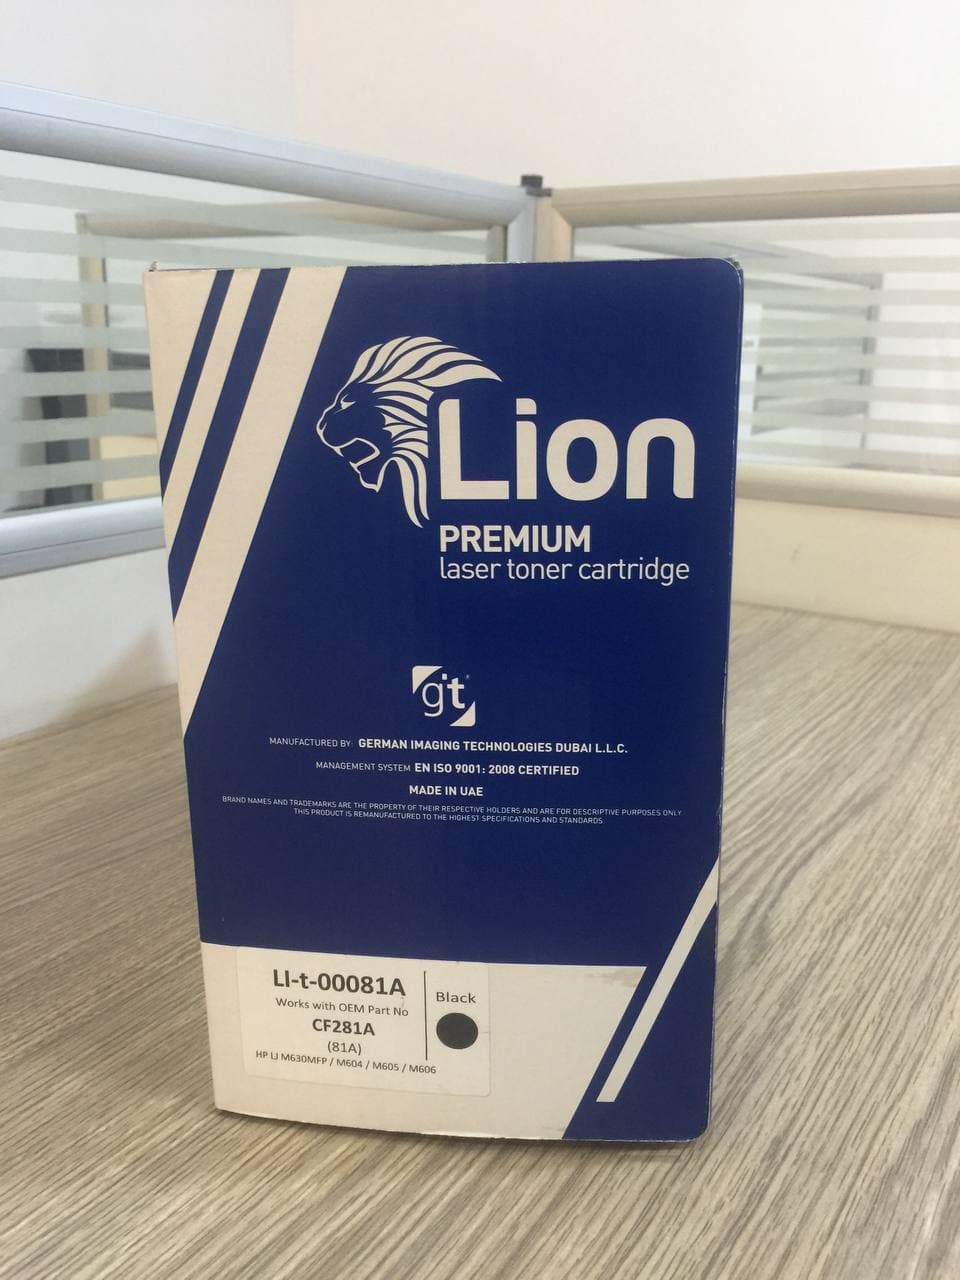 Lion
PREMIUM
laser toner cartridge
git
MANUFACTURED BY: GERMAN IMAGING TECHNOLOGIES DUBAI L.L.C.
MANAGEMENT SYSTEM EN ISO 9001: 2008 CERTIFIED
MADE IN UAE
BRAND NAMES AND TRADEMARKS ARE THE PROPERTY OF THEIR RESPECTIVE HOLDERS AND ARE FOR DESCRIPTIVE PURPOSES ONLY
THIS PRODUCT IS REMANUFACTURED TO THE HIGHEST SPECIFICATIONS AND STANDARDS.
LI-t-00081A
Works with OEM Part No
CF281A
(81A)
HP LJ M630MFP / M604 / M605 / M606
Black